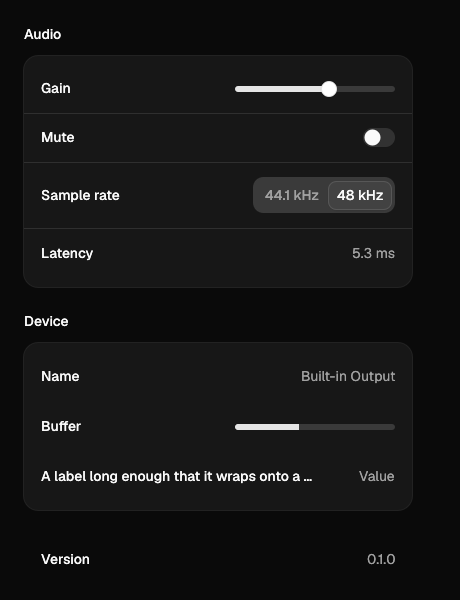 Audio
Gain
Mute
Sample rate 44.1 kHz 48 kHz
Latency 5.3 ms
Device
Name Built-in Output
Buffer
A label long enough that it wraps onto a ... Value
Version 0.1.0